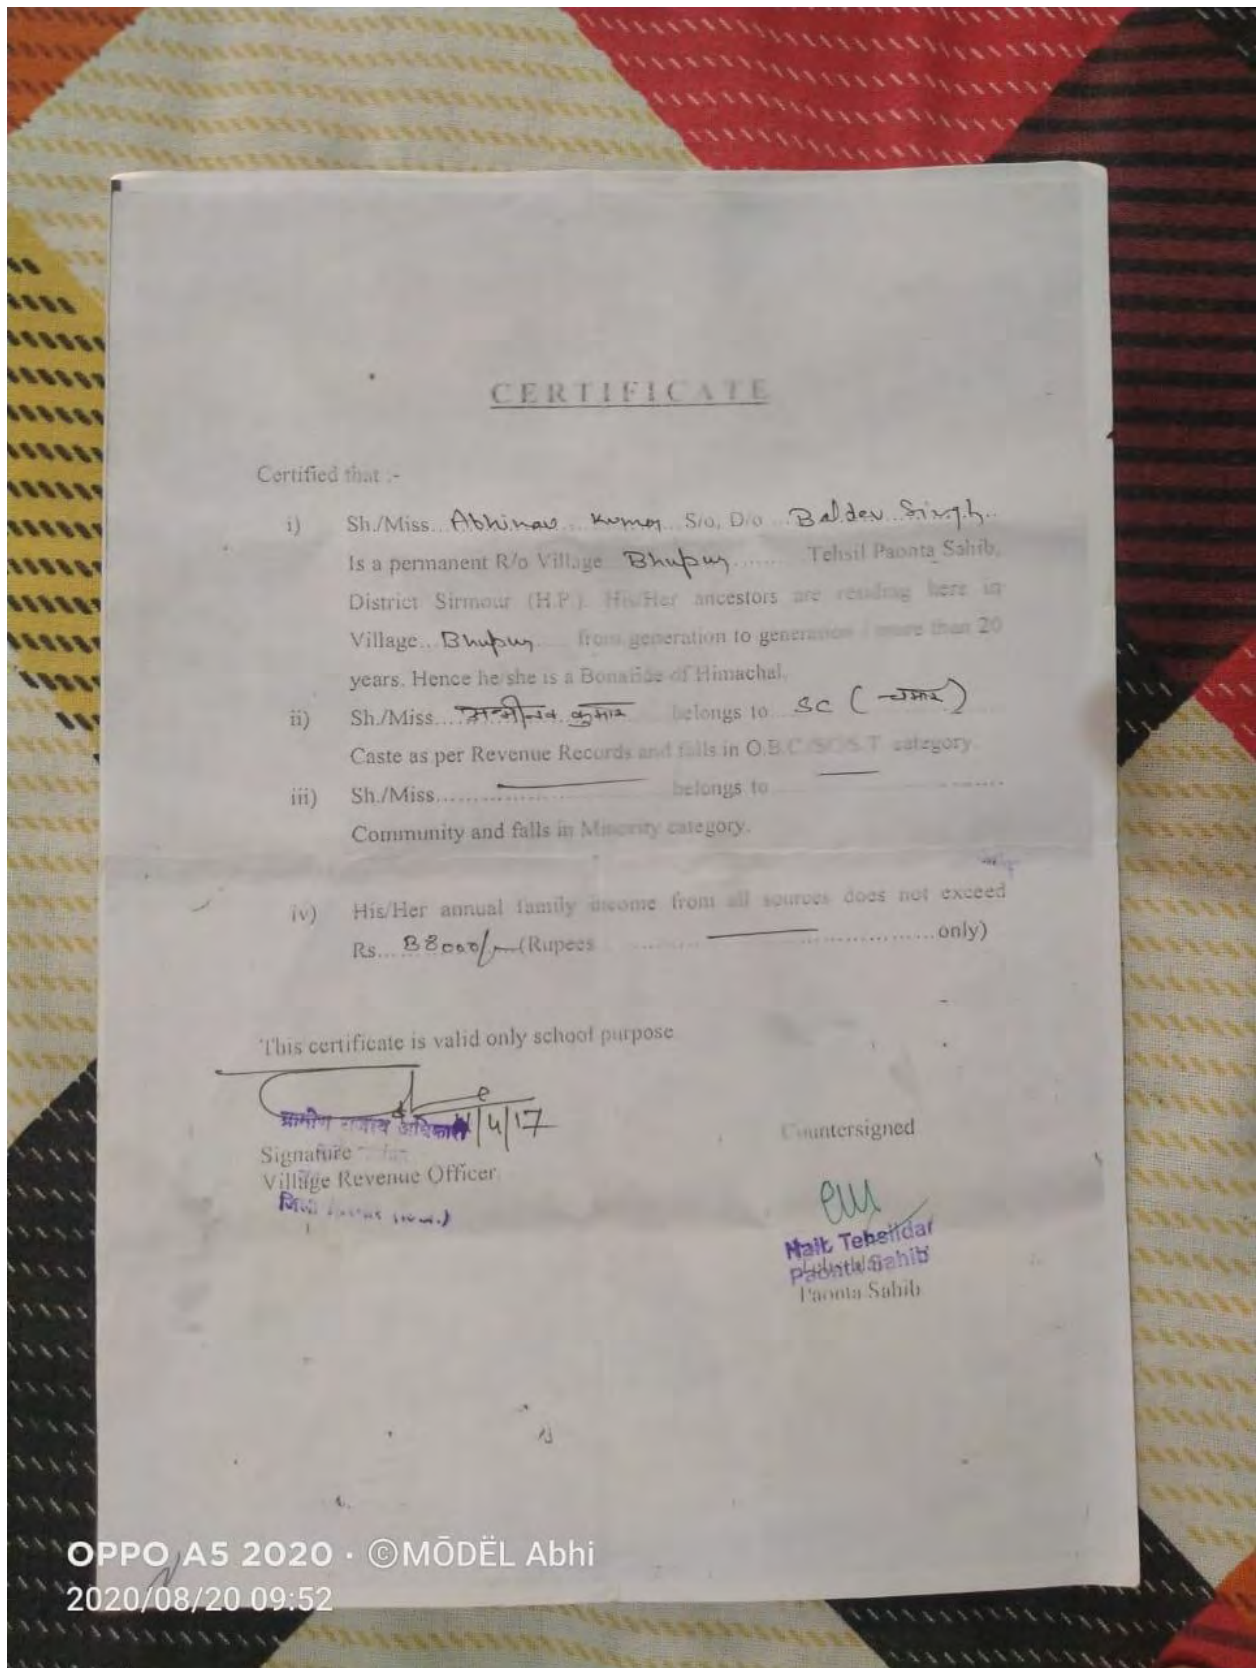 CERTIFICATE
Certified that :-
i) Sh./Miss...Abhinav...Kumar...S/o, D/o...Baldev...Singh..
Is a permanent R/o Village Bhupur........ Tehsil Paonta Sahib,
District Sirmour (H.P.). His/Her ancestors are residing here in
Village...Bhupur..... from generation to generation / more than 20
years. Hence he/she is a Bonafide of Himachal.
ii) Sh./Miss....अभीनव कुमार belongs to SC (चमार)
Caste as per Revenue Records and falls in O.B.C/SC/S.T. category.
iii) Sh./Miss................ belongs to ................
Community and falls in Minority category.
iv) His/Her annual family income from all sources does not exceed
Rs....38000/-(Rupees ........................only)
This certificate is valid only school purpose
ग्रामीण राजस्व अधिकारी /4/17
Signature
Village Revenue Officer
Countersigned
Naib Tehsildar
Paonta Sahib
Paonta Sahib
OPPO A5 2020 · ©MŌDËL Abhi
2020/08/20 09:52